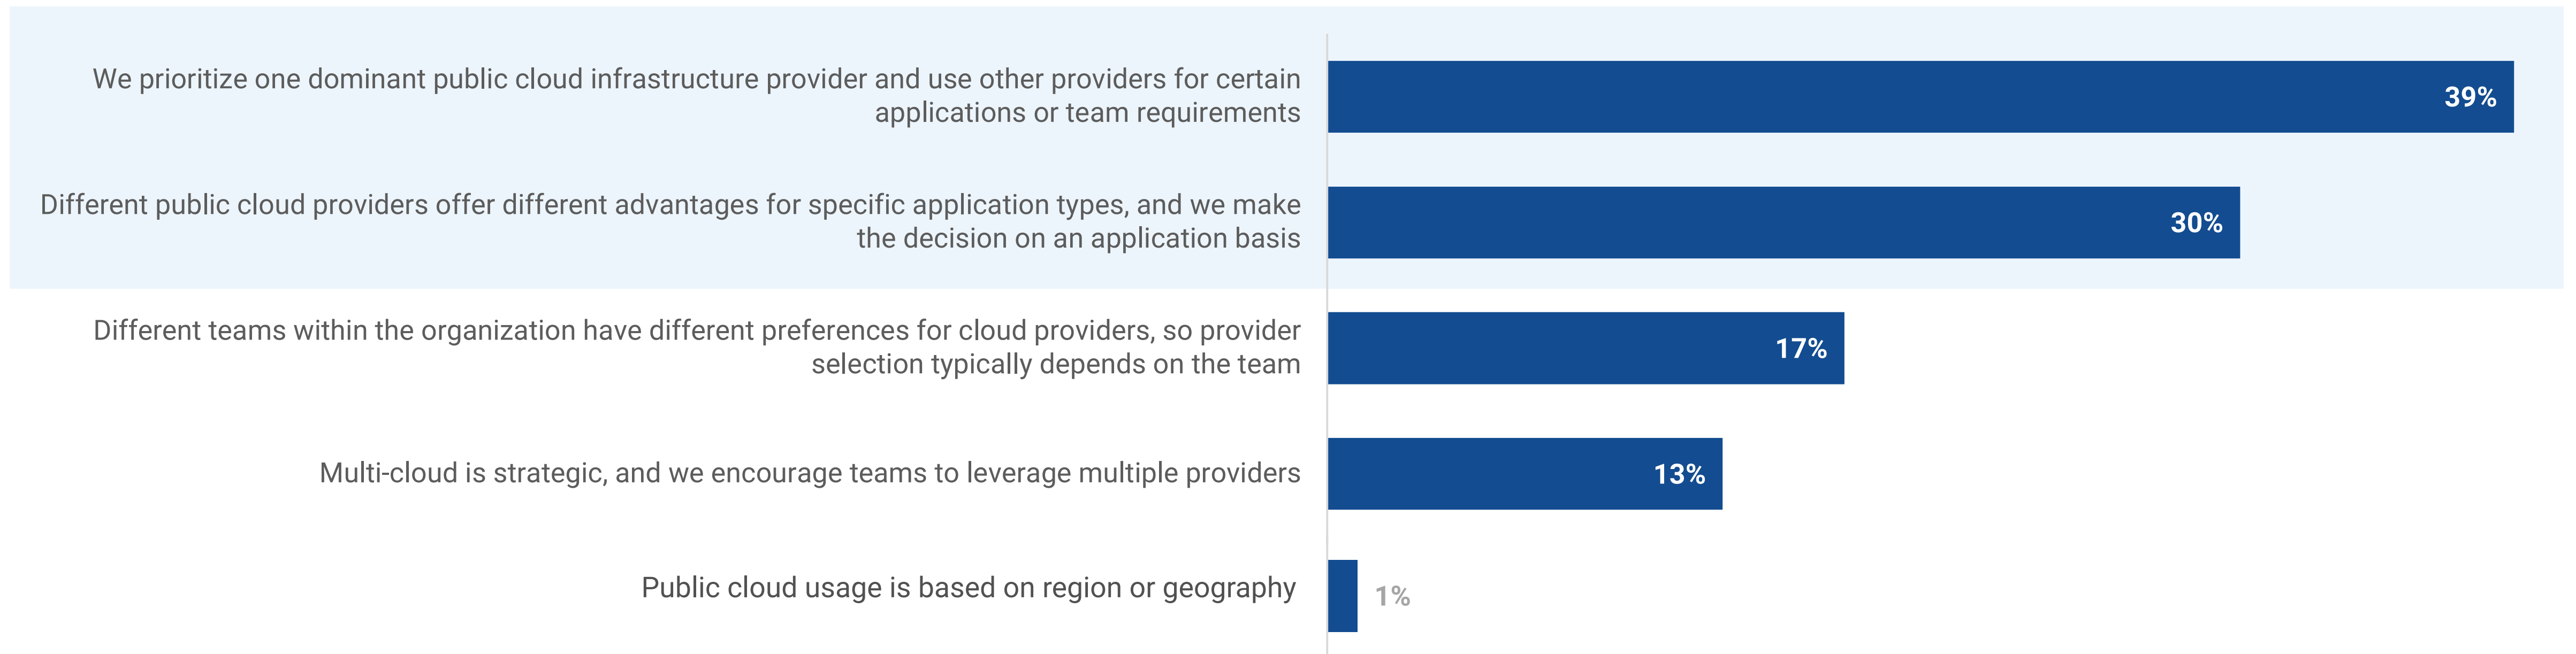 We prioritize one dominant public cloud infrastructure provider and use other providers for certain
applications or team requirements
39%
Different public cloud providers offer different advantages for specific application types, and we make
the decision on an application basis
30%
Different teams within the organization have different preferences for cloud providers, so provider
selection typically depends on the team
17%
Multi-cloud is strategic, and we encourage teams to leverage multiple providers
13%
Public cloud usage is based on region or geography
1%